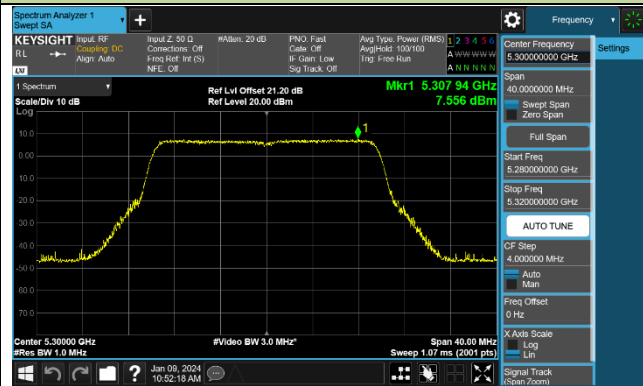 Spectrum Analyzer 1
Swept SA
Frequency
KEYSIGHT
RL
LXI
Input: RF
Coupling: DC
Align: Auto
Input Z: 50 Ω
Corrections: Off
Freq Ref: Int (S)
NFE: Off
#Atten: 20 dB
PNO: Fast
Gate: Off
IF Gain: Low
Sig Track: Off
Avg Type: Power (RMS)
Avg|Hold: 100/100
Trig: Free Run
1 2 3 4 5 6
A W W W W W
A N N N N N
1 Spectrum
Scale/Div 10 dB
Ref Lvl Offset 21.20 dB
Ref Level 20.00 dBm
Mkr1 5.307 94 GHz
7.556 dBm
Log
1
10.0
0.00
-10.0
-20.0
-30.0
-40.0
-50.0
-60.0
-70.0
Center 5.30000 GHz
#Video BW 3.0 MHz*
Span 40.00 MHz
#Res BW 1.0 MHz
Sweep 1.07 ms (2001 pts)
Jan 09, 2024
10:52:18 AM
Center Frequency
5.300000000 GHz
Settings
Span
40.0000000 MHz
Swept Span
Zero Span
Full Span
Start Freq
5.280000000 GHz
Stop Freq
5.320000000 GHz
AUTO TUNE
CF Step
4.000000 MHz
Auto
Man
Freq Offset
0 Hz
X Axis Scale
Log
Lin
Signal Track
(Span Zoom)